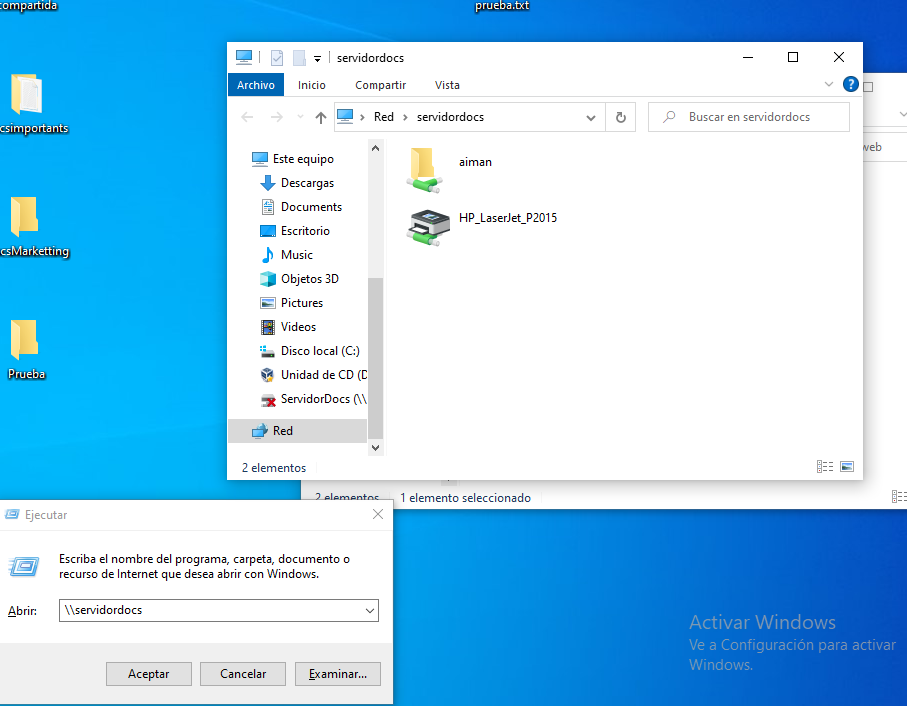 compartida
prueba.txt
csimportants
csMarketting
Prueba
servidordocs
Archivo
Inicio
Compartir
Vista
Red
servidordocs
Buscar en servidordocs
web
Este equipo
Descargas
Documents
Escritorio
Music
Objetos 3D
Pictures
Videos
Disco local (C:)
Unidad de CD (D
ServidorDocs (\\
Red
aiman
HP_LaserJet_P2015
2 elementos
2 elementos
1 elemento seleccionado
Ejecutar
Escriba el nombre del programa, carpeta, documento o
recurso de Internet que desea abrir con Windows.
Abrir:
\\servidordocs
Aceptar
Cancelar
Examinar...
Activar Windows
Ve a Configuración para activar
Windows.